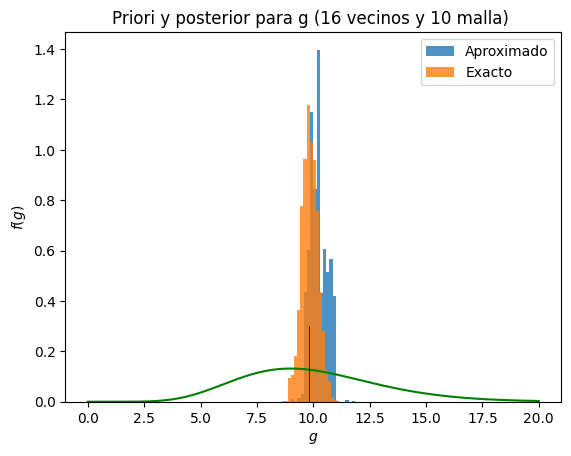 Priori y posterior para g (16 vecinos y 10 malla)
Aproximado
Exacto
f(g)
1.4
1.2
1.0
0.8
0.6
0.4
0.2
0.0
0.0 2.5 5.0 7.5 10.0 12.5 15.0 17.5 20.0
g